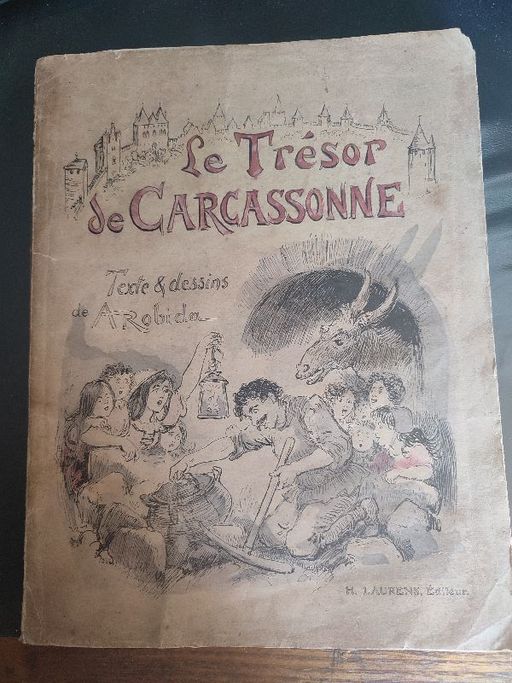 Le Trésor
de CARCASSONNE
Texte & dessins
de A. Robida
H. LAURENS, Éditeur.